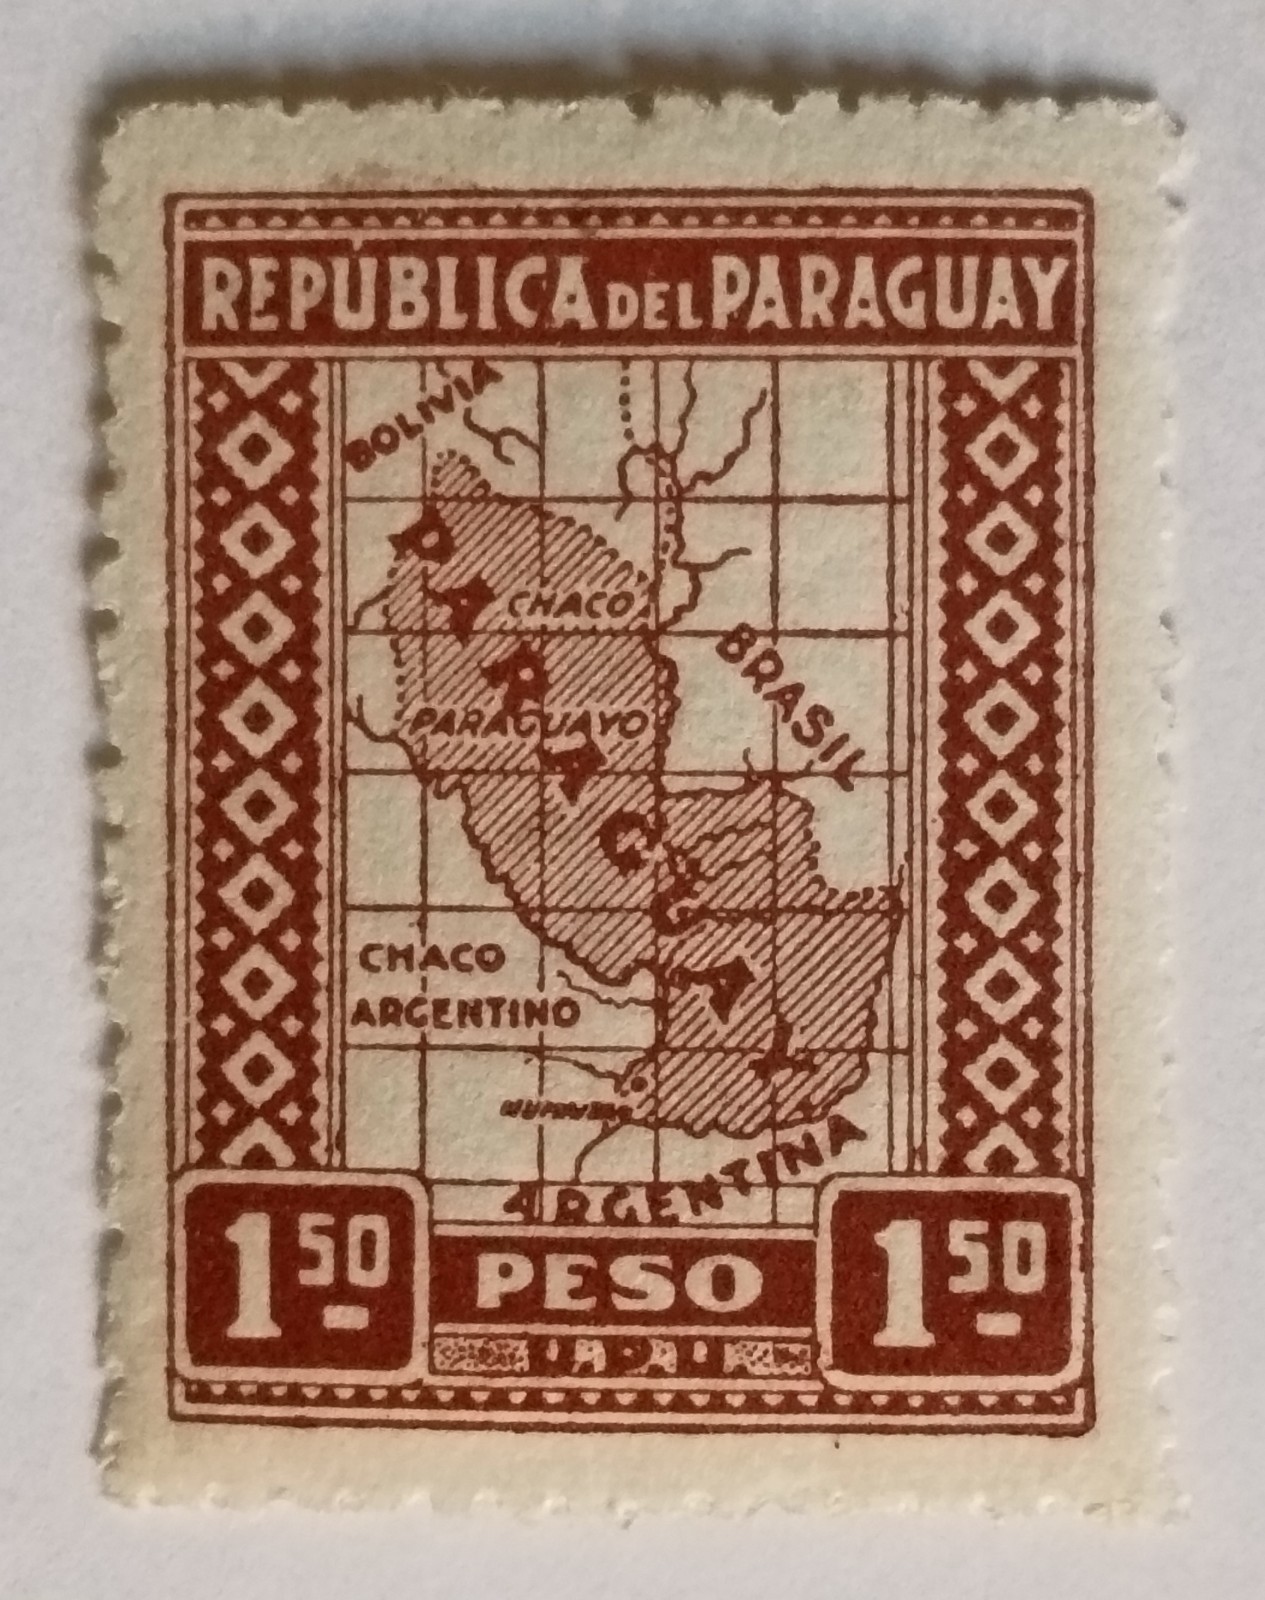 REPÚBLICA DEL PARAGUAY
BOLIVIA
CHACO
PARAGUAYO
PARAGUAY
BRASIL
CHACO
ARGENTINO
ARGENTINA
1 50
PESO
1 50